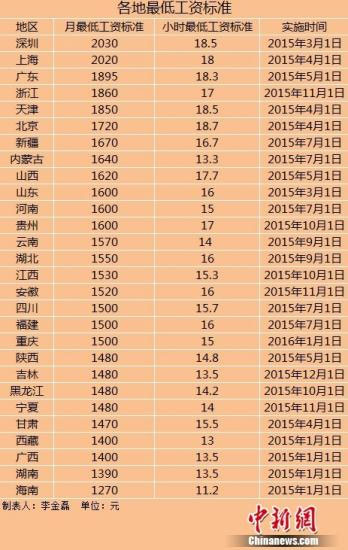 各地最低工资标准
地区 月最低工资标准 小时最低工资标准 实施时间
深圳 2030 18.5 2015年3月1日
上海 2020 18 2015年4月1日
广东 1895 18.3 2015年5月1日
浙江 1860 17 2015年11月1日
天津 1850 18.5 2015年4月1日
北京 1720 18.7 2015年4月1日
新疆 1670 16.7 2015年7月1日
内蒙古 1640 13.3 2015年7月1日
山西 1620 17.7 2015年5月1日
山东 1600 16 2015年3月1日
河南 1600 15 2015年7月1日
贵州 1600 17 2015年10月1日
云南 1570 14 2015年9月1日
湖北 1550 16 2015年9月1日
江西 1530 15.3 2015年10月1日
安徽 1520 16 2015年11月1日
四川 1500 15.7 2015年7月1日
福建 1500 16 2015年7月1日
重庆 1500 15 2016年1月1日
陕西 1480 14.8 2015年5月1日
吉林 1480 13.5 2015年12月1日
黑龙江 1480 14.2 2015年10月1日
宁夏 1480 14 2015年11月1日
甘肃 1470 15.5 2015年4月1日
西藏 1400 13 2015年1月1日
广西 1400 13.5 2015年1月1日
湖南 1390 13.5 2015年1月1日
海南 1270 11.2 2015年1月1日
制表人：李金磊 单位：元
中新网
Chinanews.com